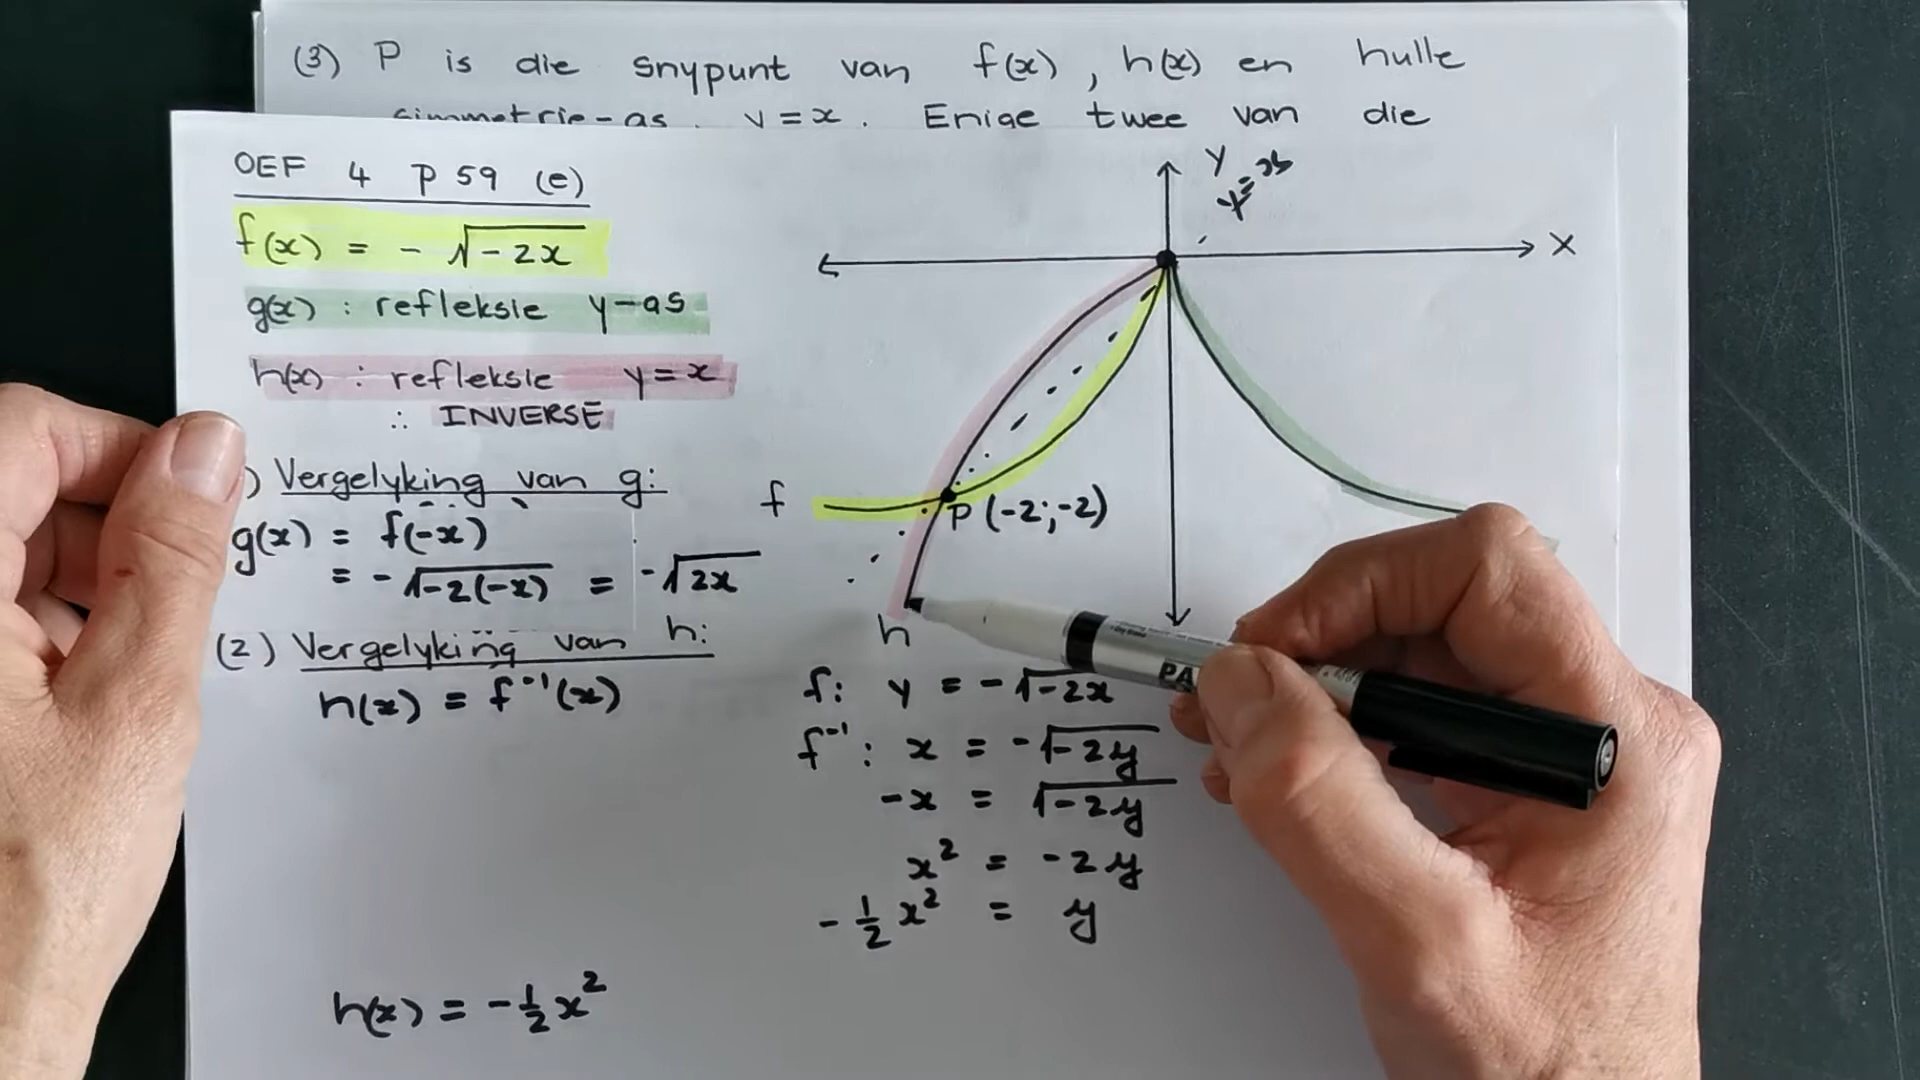 (3) P is die snypunt van f(x), h(x) en hulle
simmetrie-as. y=x. Enige twee van die
OEF 4 p 59 (e)
f(x) = -√(-2x)
g(x) : refleksie y-as
h(x) : refleksie y=x
∴ INVERSE
) Vergelyking van g:
g(x) = f(-x)
= -√(-2(-x)) = -√(2x)
(2) Vergelyking van h:
h(x) = f⁻¹(x)
h(x) = -½x²
y
y=x
x
f
P(-2;-2)
h
f: y = -√(-2x)
f⁻¹: x = -√(-2y)
-x = √(-2y)
x² = -2y
-½x² = y
PA